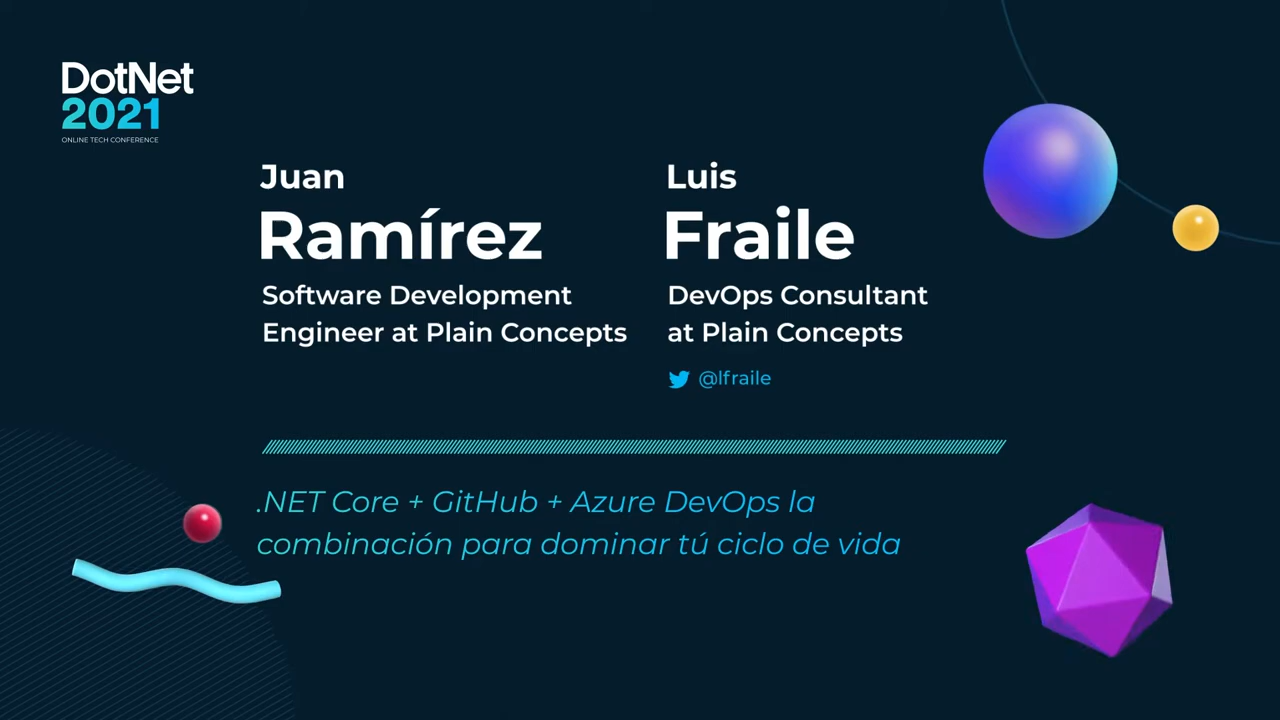 DotNet
2021
ONLINE TECH CONFERENCE
Juan
Ramírez
Software Development
Engineer at Plain Concepts
Luis
Fraile
DevOps Consultant
at Plain Concepts
@lfraile
.NET Core + GitHub + Azure DevOps la
combinación para dominar tú ciclo de vida